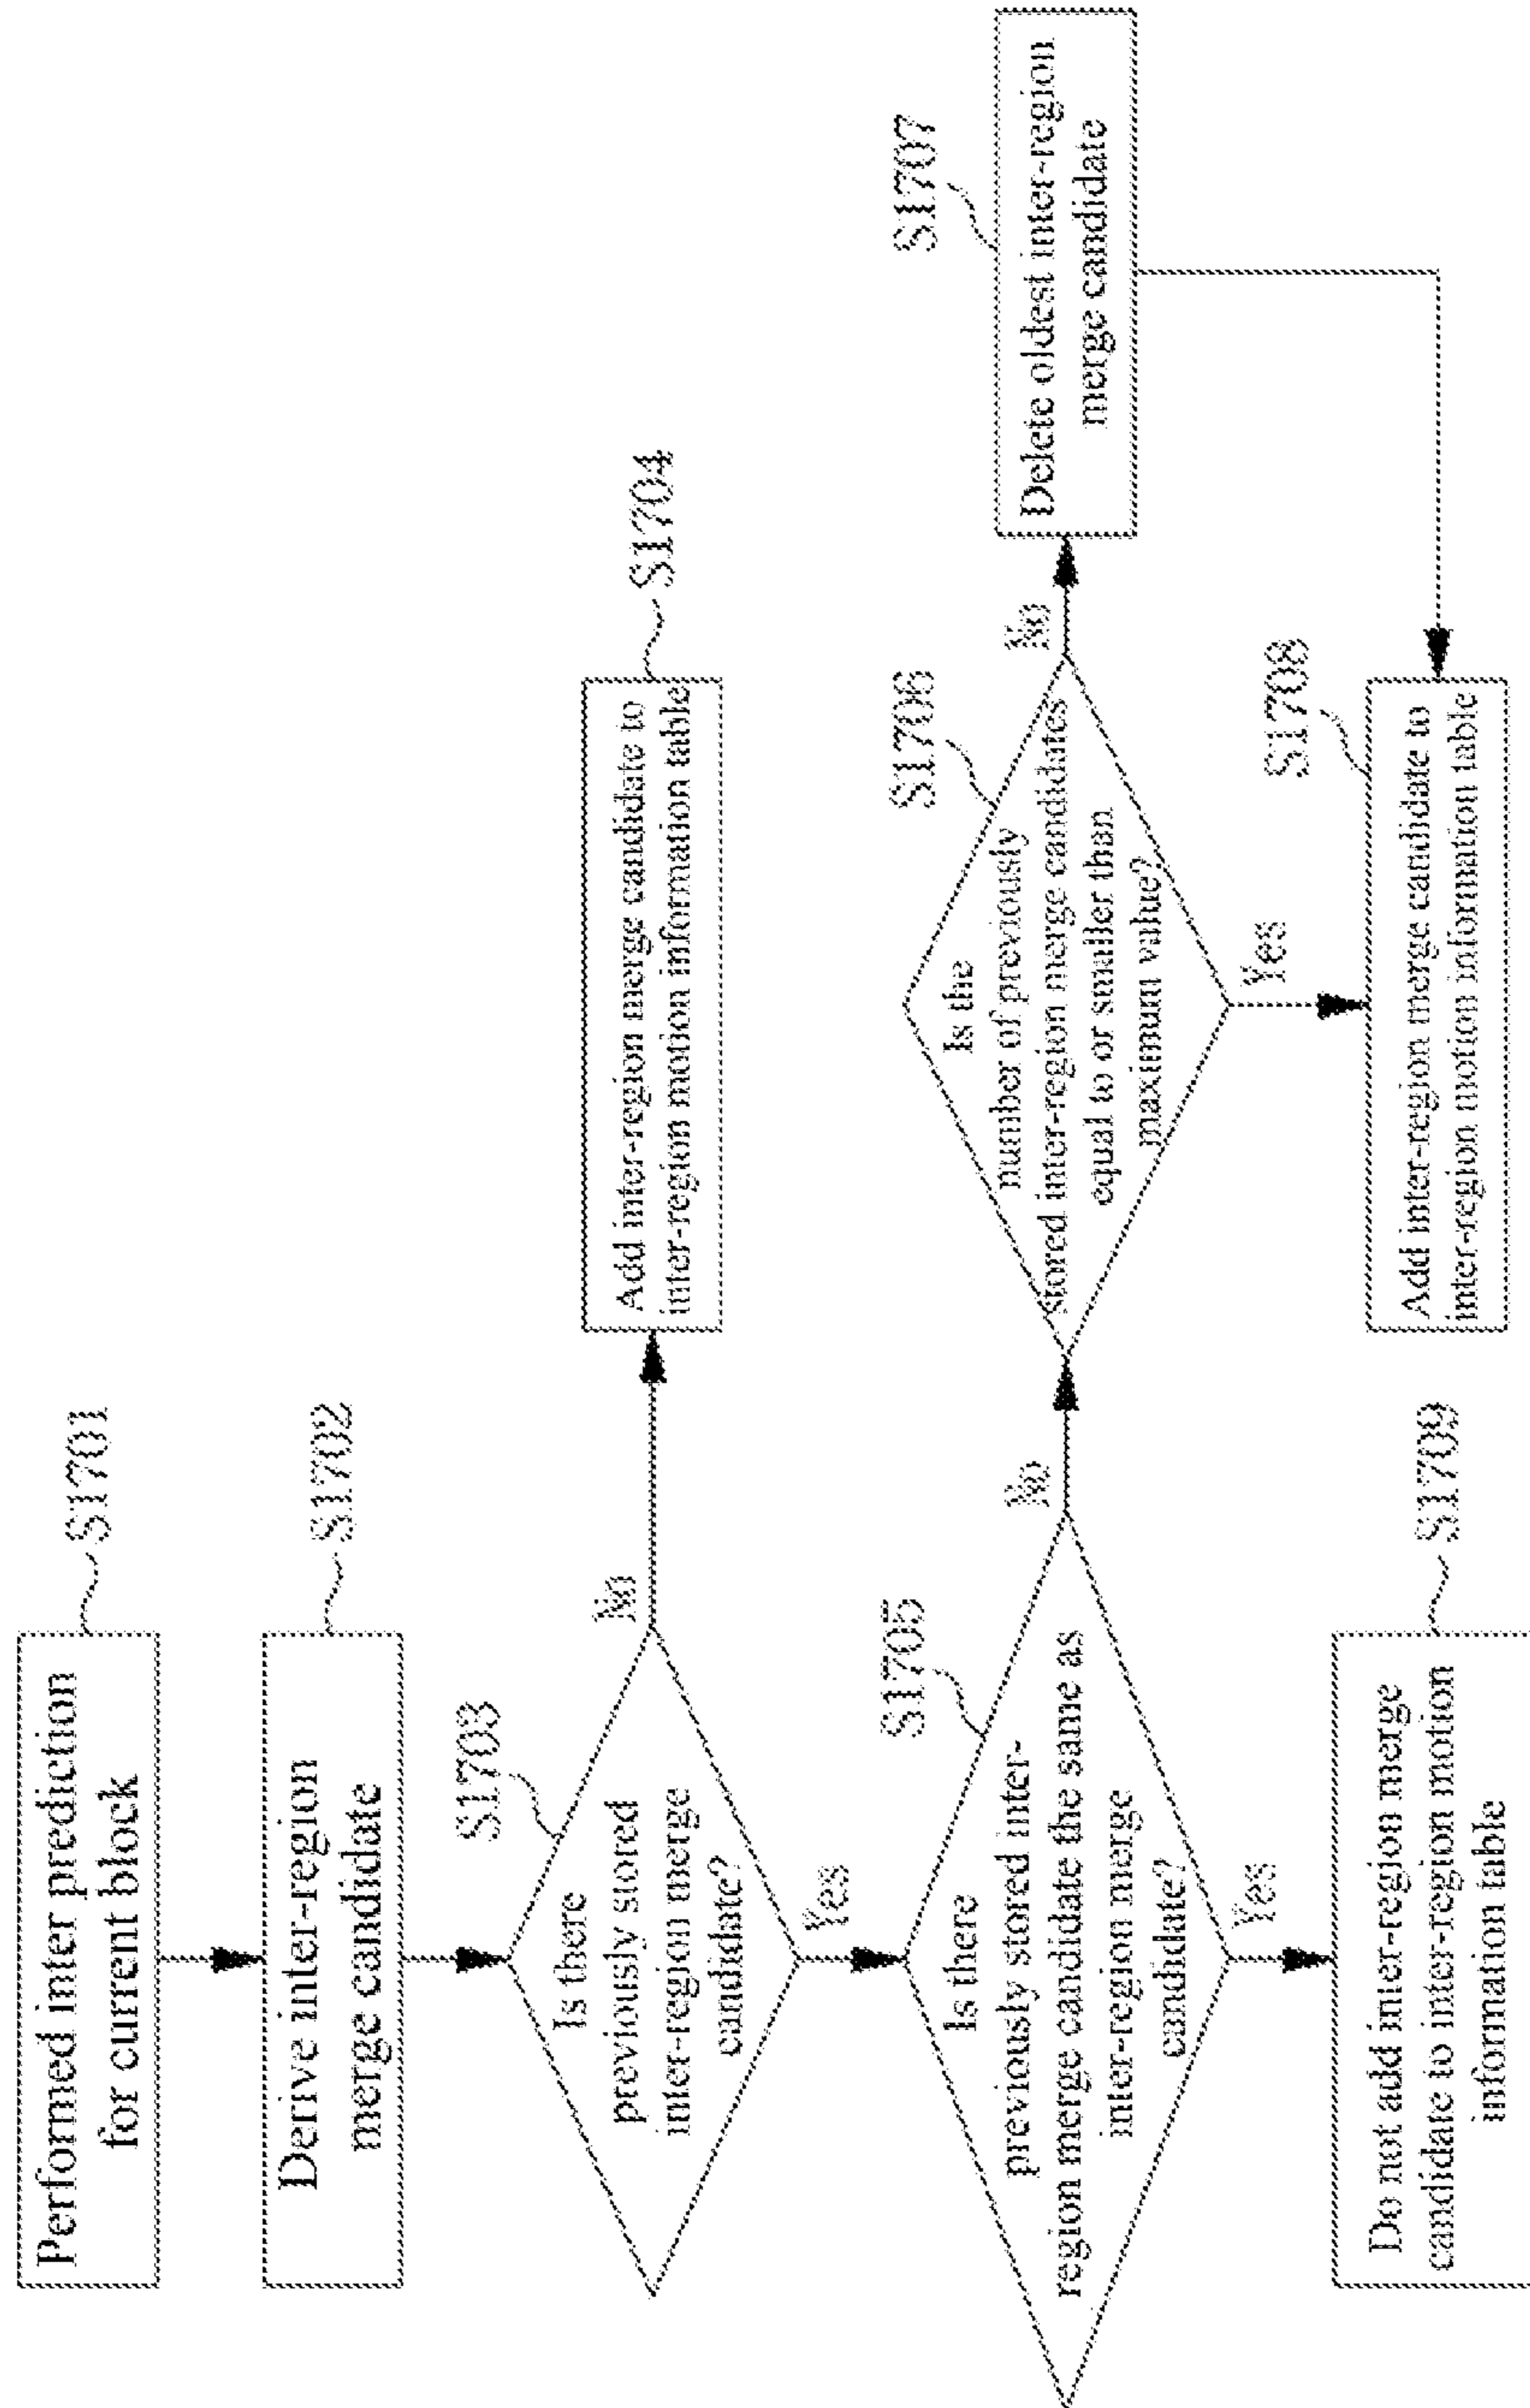 Performed inter prediction
for current block
S1701
Derive inter-region
merge candidate
S1702
Is there
previously stored
inter-region merge
candidate?
S1703
No
Add inter-region merge candidate to
inter-region motion information table
S1704
Yes
Is there
previously stored inter-
region merge candidate the same as
inter-region merge
candidate?
S1705
No
Is the
number of previously
stored inter-region merge candidates
equal to or smaller than
maximum value?
S1706
No
Delete oldest inter-region
merge candidate
S1707
Yes
Do not add inter-region merge
candidate to inter-region motion
information table
S1709
Yes
Add inter-region merge candidate to
inter-region motion information table
S1708